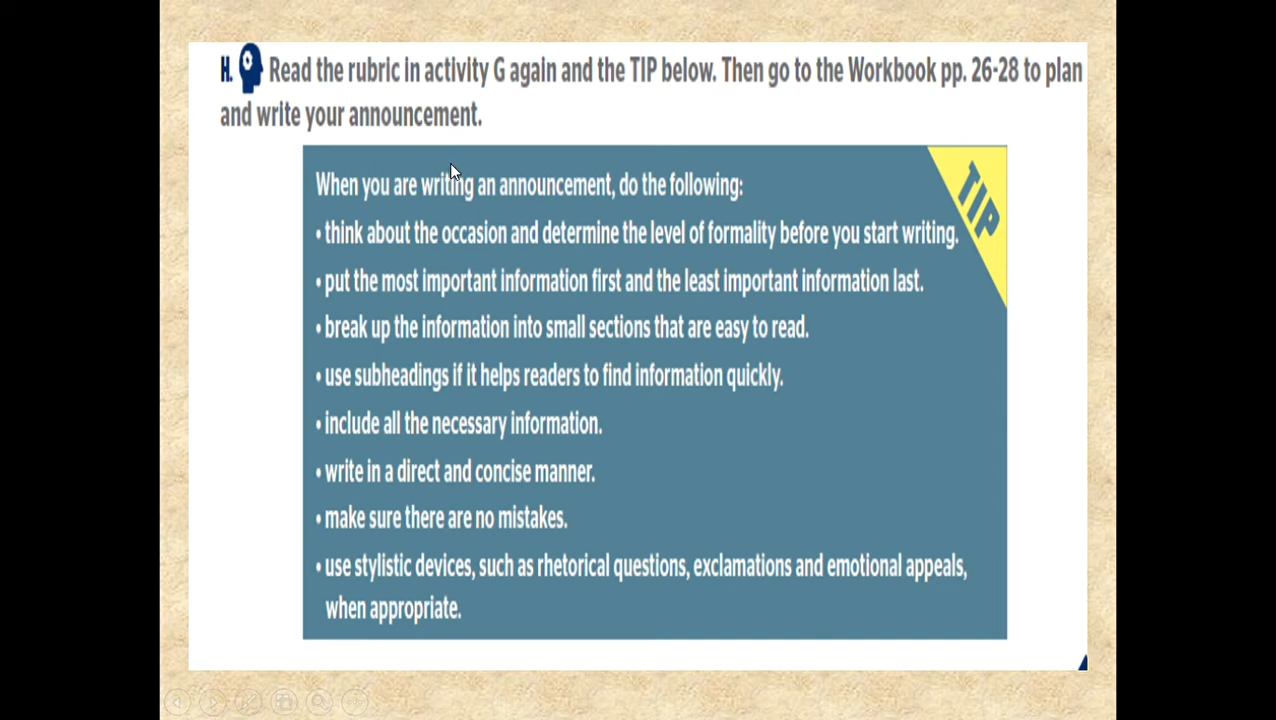 H. Read the rubric in activity G again and the TIP below. Then go to the Workbook pp. 26-28 to plan
and write your announcement.
TIP
When you are writing an announcement, do the following:
• think about the occasion and determine the level of formality before you start writing.
• put the most important information first and the least important information last.
• break up the information into small sections that are easy to read.
• use subheadings if it helps readers to find information quickly.
• include all the necessary information.
• write in a direct and concise manner.
• make sure there are no mistakes.
• use stylistic devices, such as rhetorical questions, exclamations and emotional appeals,
when appropriate.